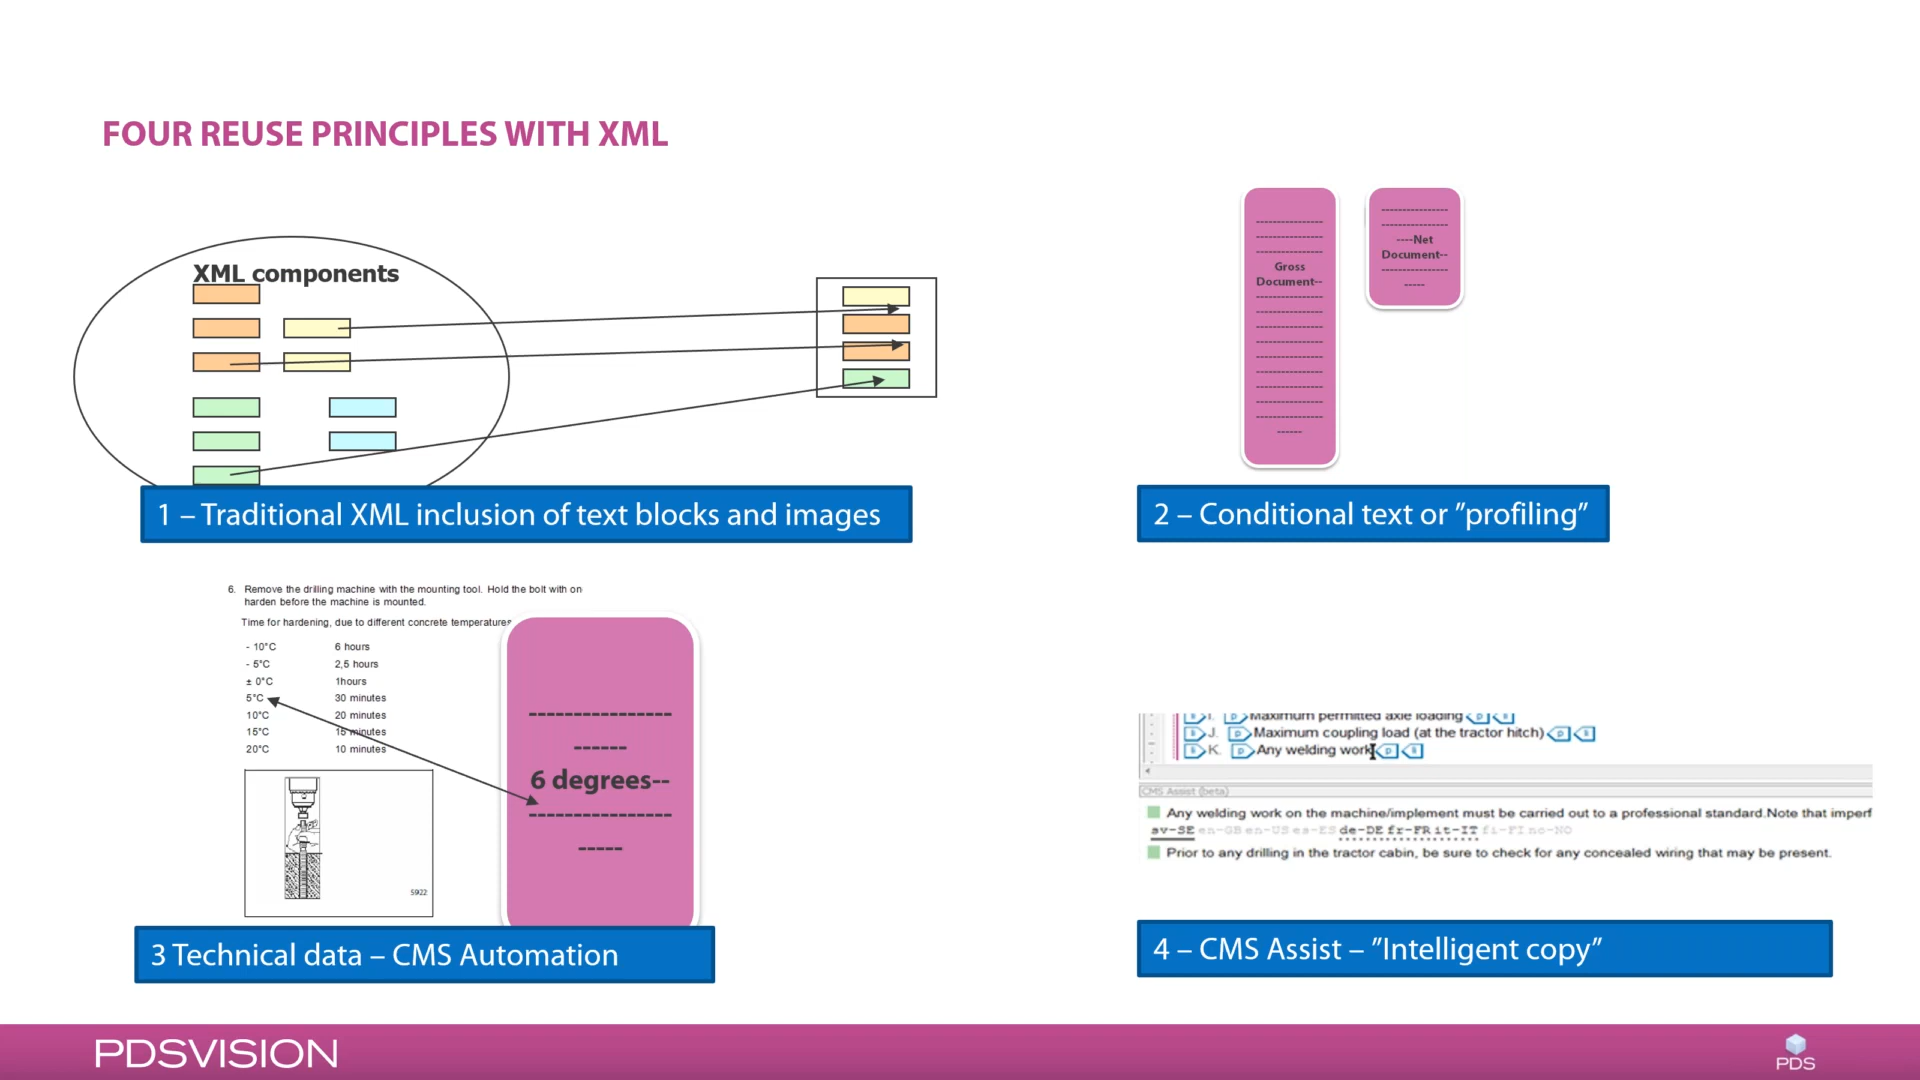 FOUR REUSE PRINCIPLES WITH XML
XML components
1 – Traditional XML inclusion of text blocks and images
----------------
----------------
----------------
Gross
Document--
----------------
----------------
----------------
----------------
----------------
----------------
----------------
----------------
----------------
------
----------------
----------------
----Net
Document--
----------------
-----
2 – Conditional text or ”profiling”
6. Remove the drilling machine with the mounting tool. Hold the bolt with on
harden before the machine is mounted.
Time for hardening, due to different concrete temperatures
- 10°C 6 hours
- 5°C 2,5 hours
± 0°C 1hours
5°C 30 minutes
10°C 20 minutes
15°C 15 minutes
20°C 10 minutes
5922
----------------
------
6 degrees--
----------------
-----
3 Technical data – CMS Automation
I. Maximum permitted axle loading
J. Maximum coupling load (at the tractor hitch)
K. Any welding work
CMS Assist (beta)
Any welding work on the machine/implement must be carried out to a professional standard.Note that imperf
sv-SE en-GB en-US es-ES de-DE fr-FR it-IT fi-FI no-NO
Prior to any drilling in the tractor cabin, be sure to check for any concealed wiring that may be present.
4 – CMS Assist – ”Intelligent copy”
PDSVISION
PDS